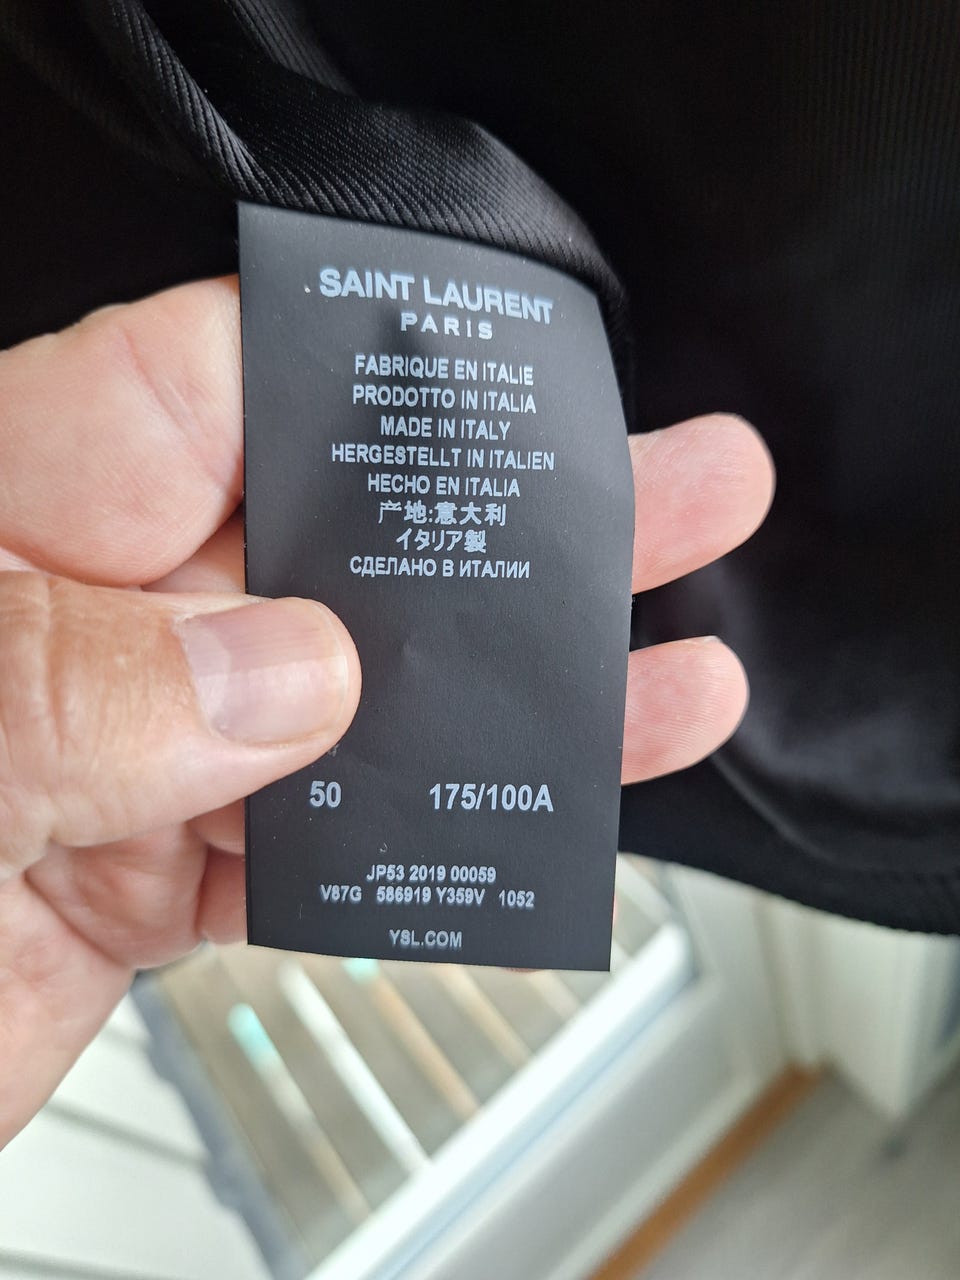 SAINT LAURENT
PARIS
FABRIQUE EN ITALIE
PRODOTTO IN ITALIA
MADE IN ITALY
HERGESTELLT IN ITALIEN
HECHO EN ITALIA
产地:意大利
イタリア製
СДЕЛАНО В ИТАЛИИ
50 175/100A
JP53 2019 00059
V87G 586919 Y359V 1052
YSL.COM